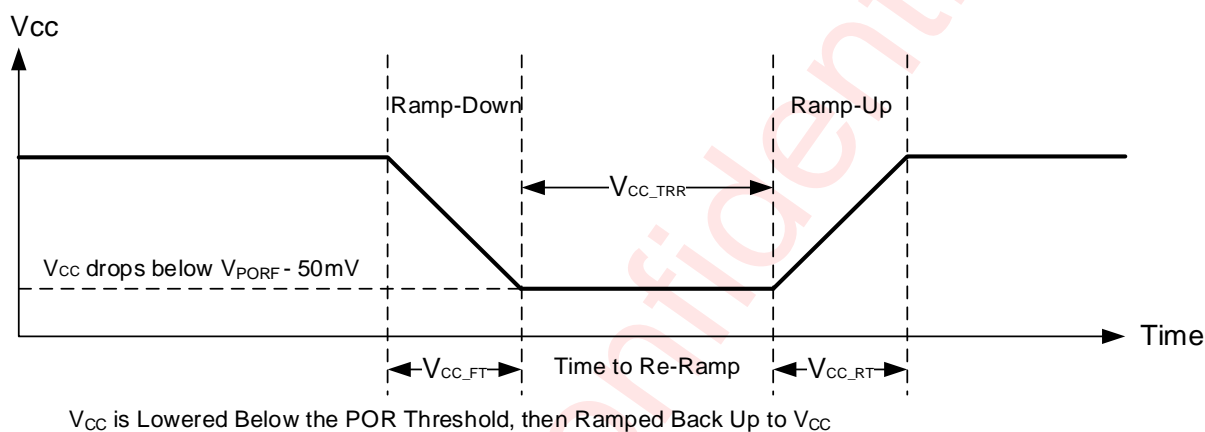 Vcc
Ramp-Down
Ramp-Up
VCC_TRR
VCC drops below VPORF - 50mV
Time
VCC_FT
Time to Re-Ramp
VCC_RT
VCC is Lowered Below the POR Threshold, then Ramped Back Up to VCC